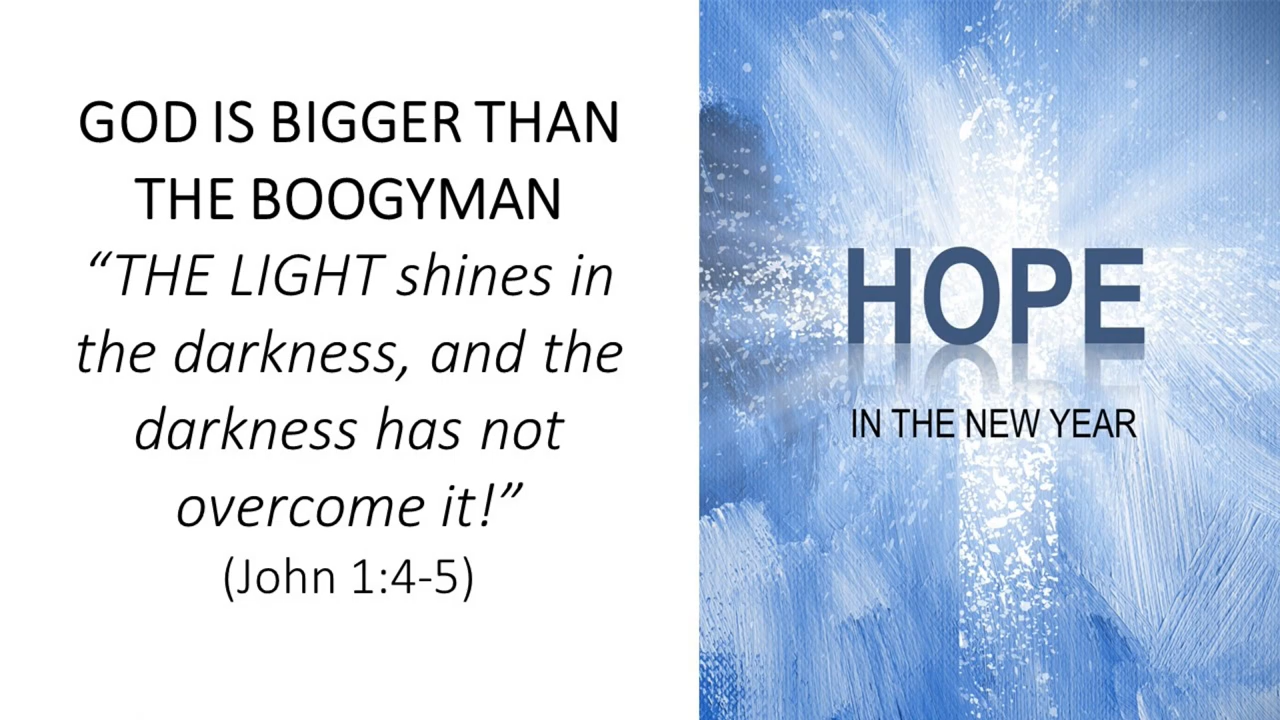 GOD IS BIGGER THAN
THE BOOGYMAN
“THE LIGHT shines in
the darkness, and the
darkness has not
overcome it!”
(John 1:4-5)
HOPE
IN THE NEW YEAR